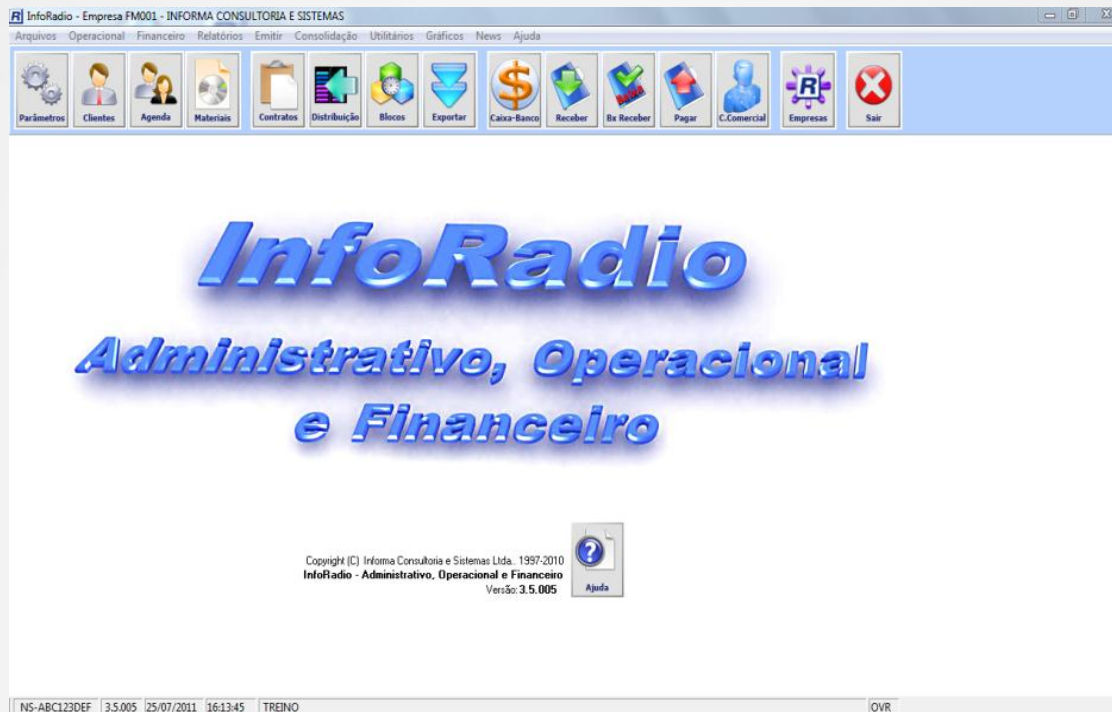 InfoRadio - Empresa FM001 - INFORMA CONSULTORIA E SISTEMAS
Arquivos Operacional Financeiro Relatórios Emitir Consolidação Utilitários Gráficos News Ajuda
Parâmetros Clientes Agenda Materiais Contratos Distribuição Blocos Exportar Caixa-Banco Receber Bx Receber Pagar C.Comercial Empresas Sair
InfoRadio
Administrativo, Operacional
e Financeiro
Copyright (C) Informa Consultoria e Sistemas Ltda.. 1997-2010
InfoRadio - Administrativo, Operacional e Financeiro
Versão: 3.5.005
Ajuda
NS-ABC123DEF 3.5.005 25/07/2011 16:13:45 TREINO OVR